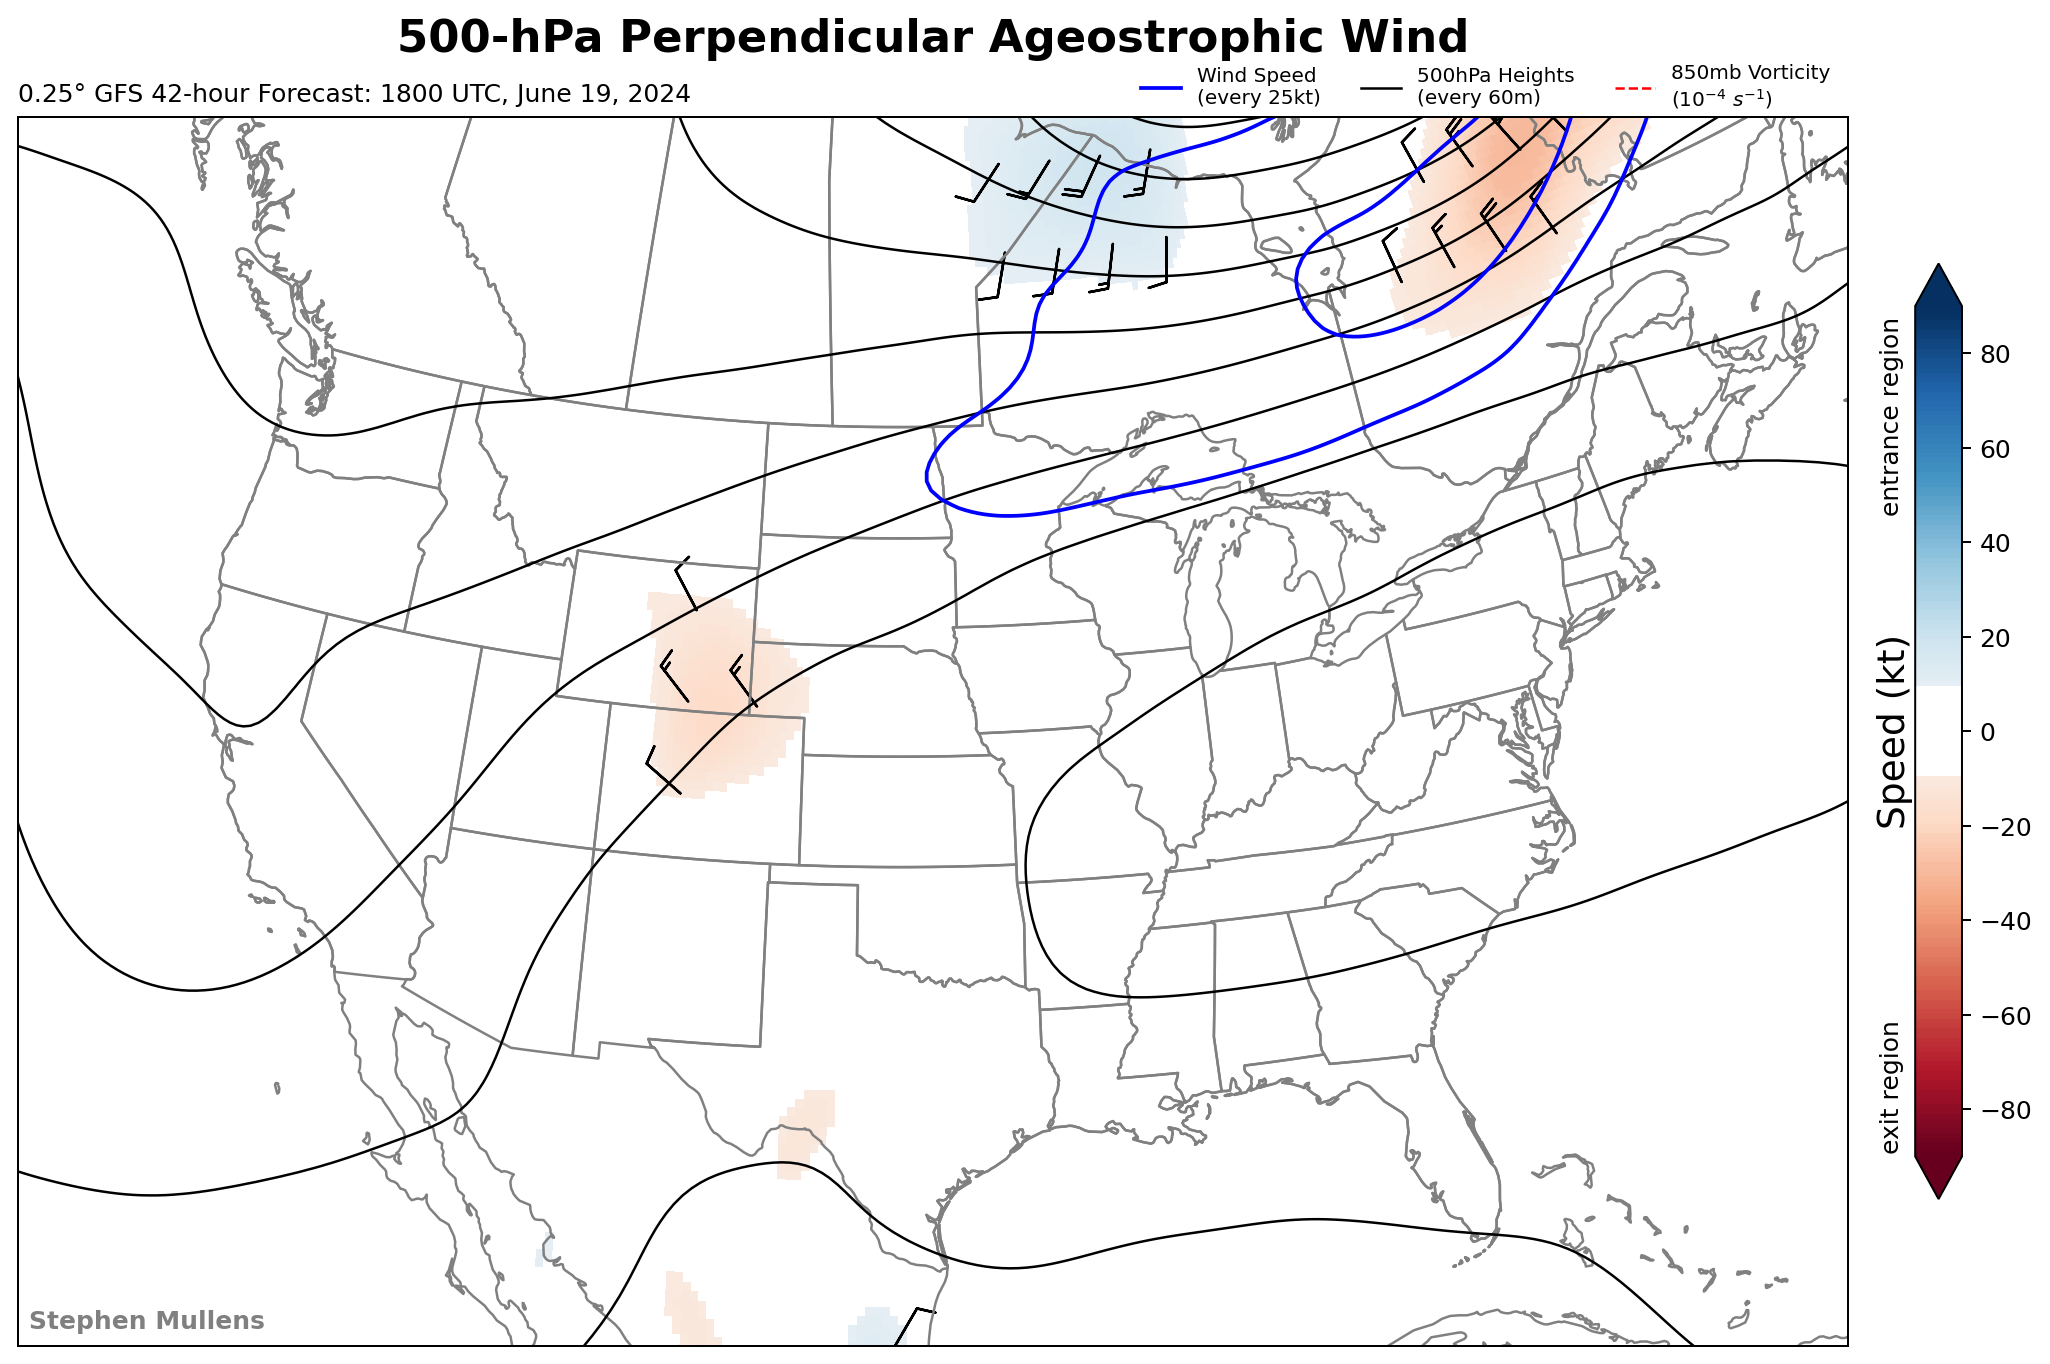 500-hPa Perpendicular Ageostrophic Wind
0.25° GFS 42-hour Forecast: 1800 UTC, June 19, 2024
Wind Speed
(every 25kt)
500hPa Heights
(every 60m)
850mb Vorticity
(10⁻⁴ s⁻¹)
80
60
40
20
0
−20
−40
−60
−80
entrance region
Speed (kt)
exit region
Stephen Mullens